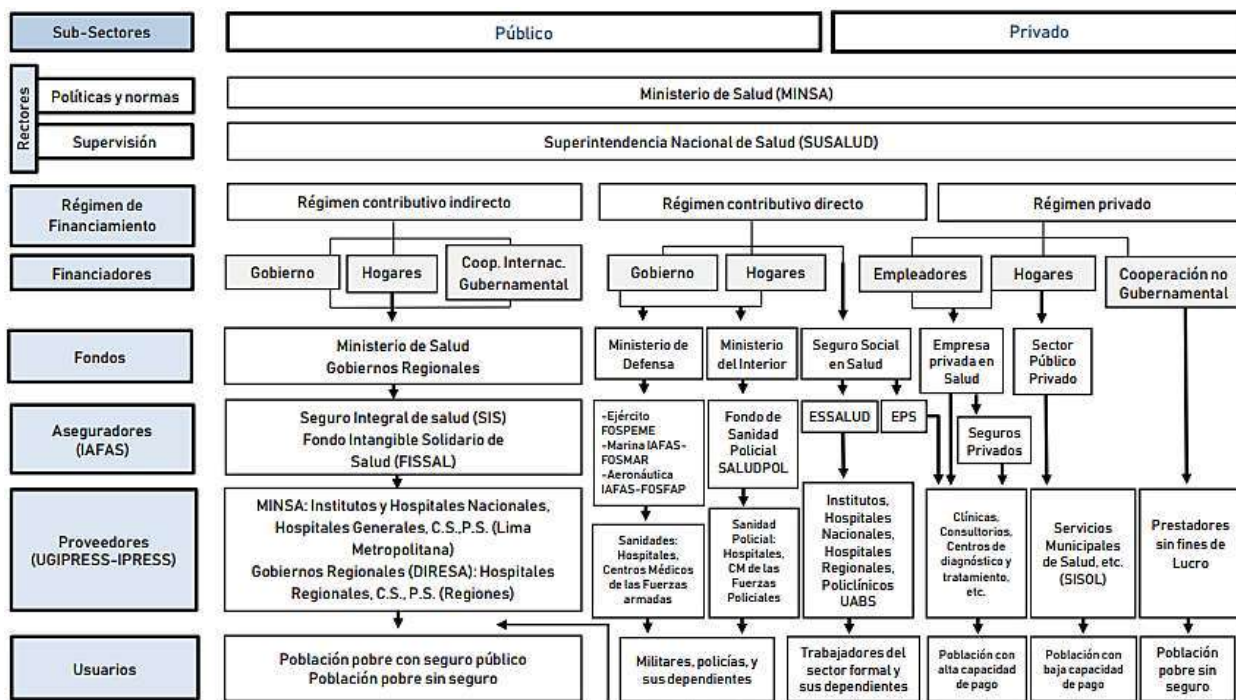 Sub-Sectores
Público
Privado
Rectores
Políticas y normas
Ministerio de Salud (MINSA)
Supervisión
Superintendencia Nacional de Salud (SUSALUD)
Régimen de
Financiamiento
Régimen contributivo indirecto
Régimen contributivo directo
Régimen privado
Financiadores
Gobierno
Hogares
Coop. Internac.
Gubernamental
Gobierno
Hogares
Empleadores
Hogares
Cooperación no
Gubernamental
Fondos
Ministerio de Salud
Gobiernos Regionales
Ministerio de
Defensa
Ministerio
del Interior
Seguro Social
en Salud
Empresa
privada en
Salud
Sector
Público
Privado
Aseguradores
(IAFAS)
Seguro Integral de salud (SIS)
Fondo Intangible Solidario de
Salud (FISSAL)
-Ejército
FOSPEME
-Marina IAFAS-
FOSMAR
-Aeronáutica
IAFAS-FOSFAP
Fondo de
Sanidad
Policial
SALUDPOL
ESSALUD
EPS
Seguros
Privados
Proveedores
(UGIPRESS-IPRESS)
MINSA: Institutos y Hospitales Nacionales,
Hospitales Generales, C.S.,P.S. (Lima
Metropolitana)
Gobiernos Regionales (DIRESA): Hospitales
Regionales, C.S., P.S. (Regiones)
Sanidades:
Hospitales,
Centros Médicos
de las Fuerzas
armadas
Sanidad
Policial:
Hospitales,
CM de las
Fuerzas
Policiales
Institutos,
Hospitales
Nacionales,
Hospitales
Regionales,
Policlínicos
UABS
Clínicas,
Consultorios,
Centros de
diagnóstico y
tratamiento,
etc.
Servicios
Municipales
de Salud, etc.
(SISOL)
Prestadores
sin fines de
Lucro
Usuarios
Población pobre con seguro público
Población pobre sin seguro
Militares, policías, y
sus dependientes
Trabajadores del
sector formal y
sus dependientes
Población con
alta capacidad
de pago
Población con
baja capacidad
de pago
Población
pobre sin
seguro